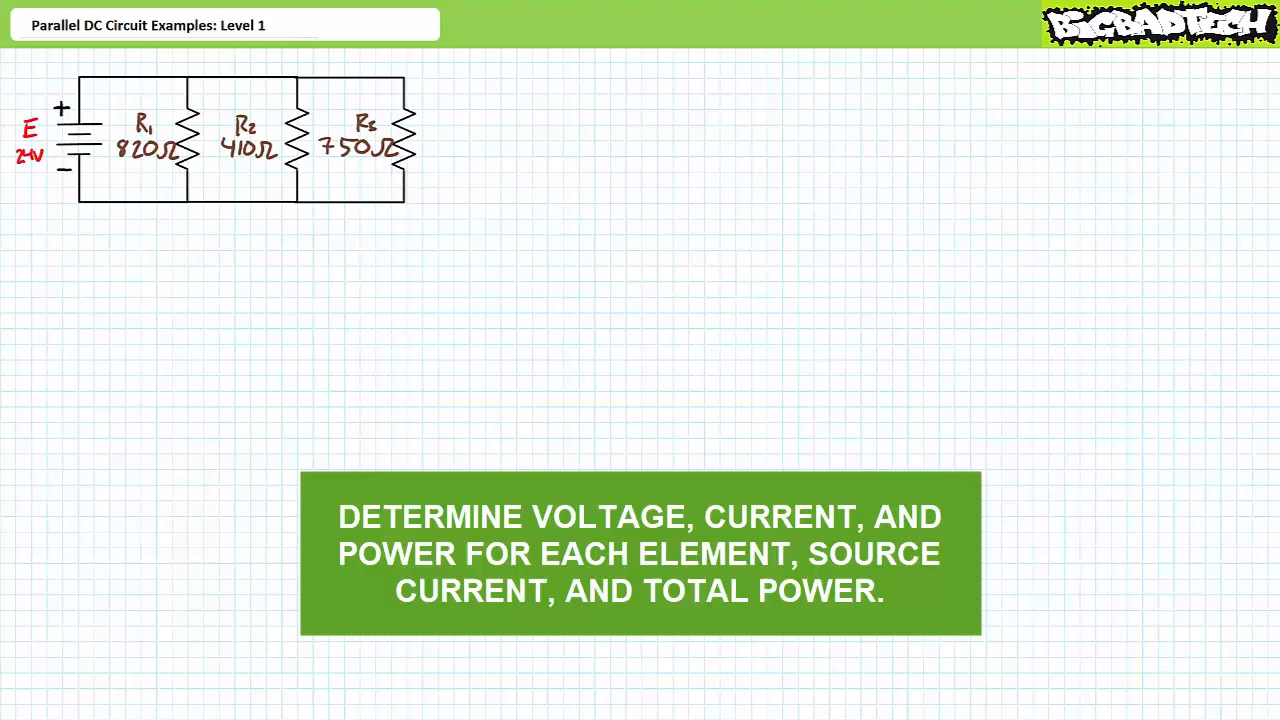 Parallel DC Circuit Examples: Level 1
BIGBADTECH
+
E
24V
−
R1
820Ω
R2
410Ω
R3
750Ω
DETERMINE VOLTAGE, CURRENT, AND
POWER FOR EACH ELEMENT, SOURCE
CURRENT, AND TOTAL POWER.